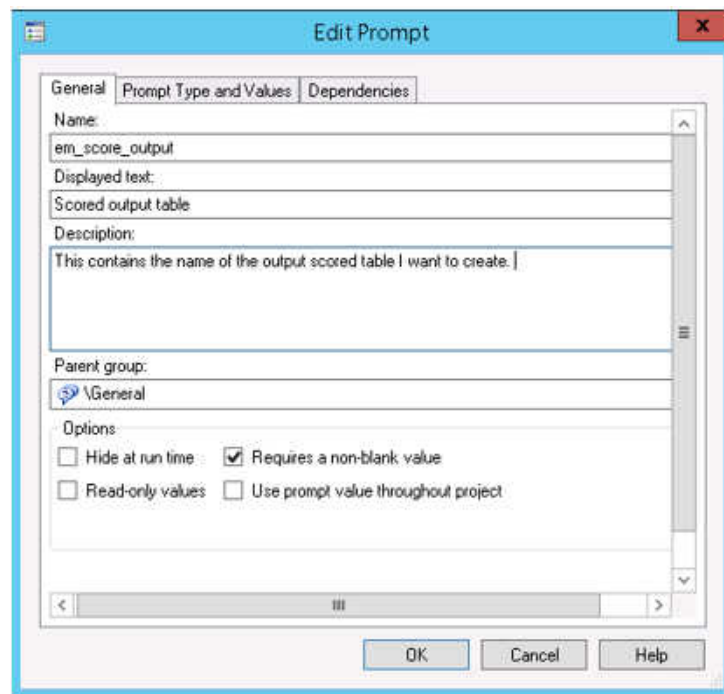 Edit Prompt
x
General Prompt Type and Values Dependencies
Name:
em_score_output
Displayed text:
Scored output table
Description:
This contains the name of the output scored table I want to create.
Parent group:
\General
Options
Hide at run time Requires a non-blank value
Read-only values Use prompt value throughout project
OK Cancel Help